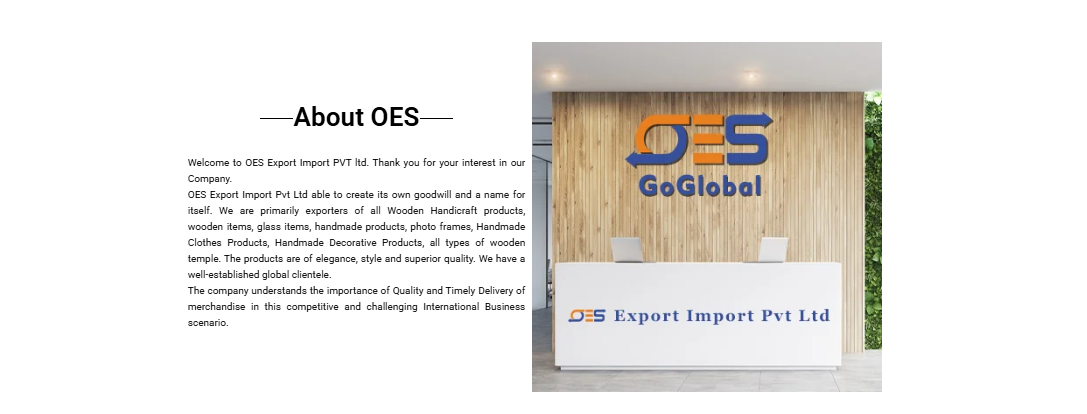 About OES
Welcome to OES Export Import PVT ltd. Thank you for your interest in our
Company.
OES Export Import Pvt Ltd able to create its own goodwill and a name for
itself. We are primarily exporters of all Wooden Handicraft products,
wooden items, glass items, handmade products, photo frames, Handmade
Clothes Products, Handmade Decorative Products, all types of wooden
temple. The products are of elegance, style and superior quality. We have a
well-established global clientele.
The company understands the importance of Quality and Timely Delivery of
merchandise in this competitive and challenging International Business
scenario.
OES
GoGlobal
OES Export Import Pvt Ltd